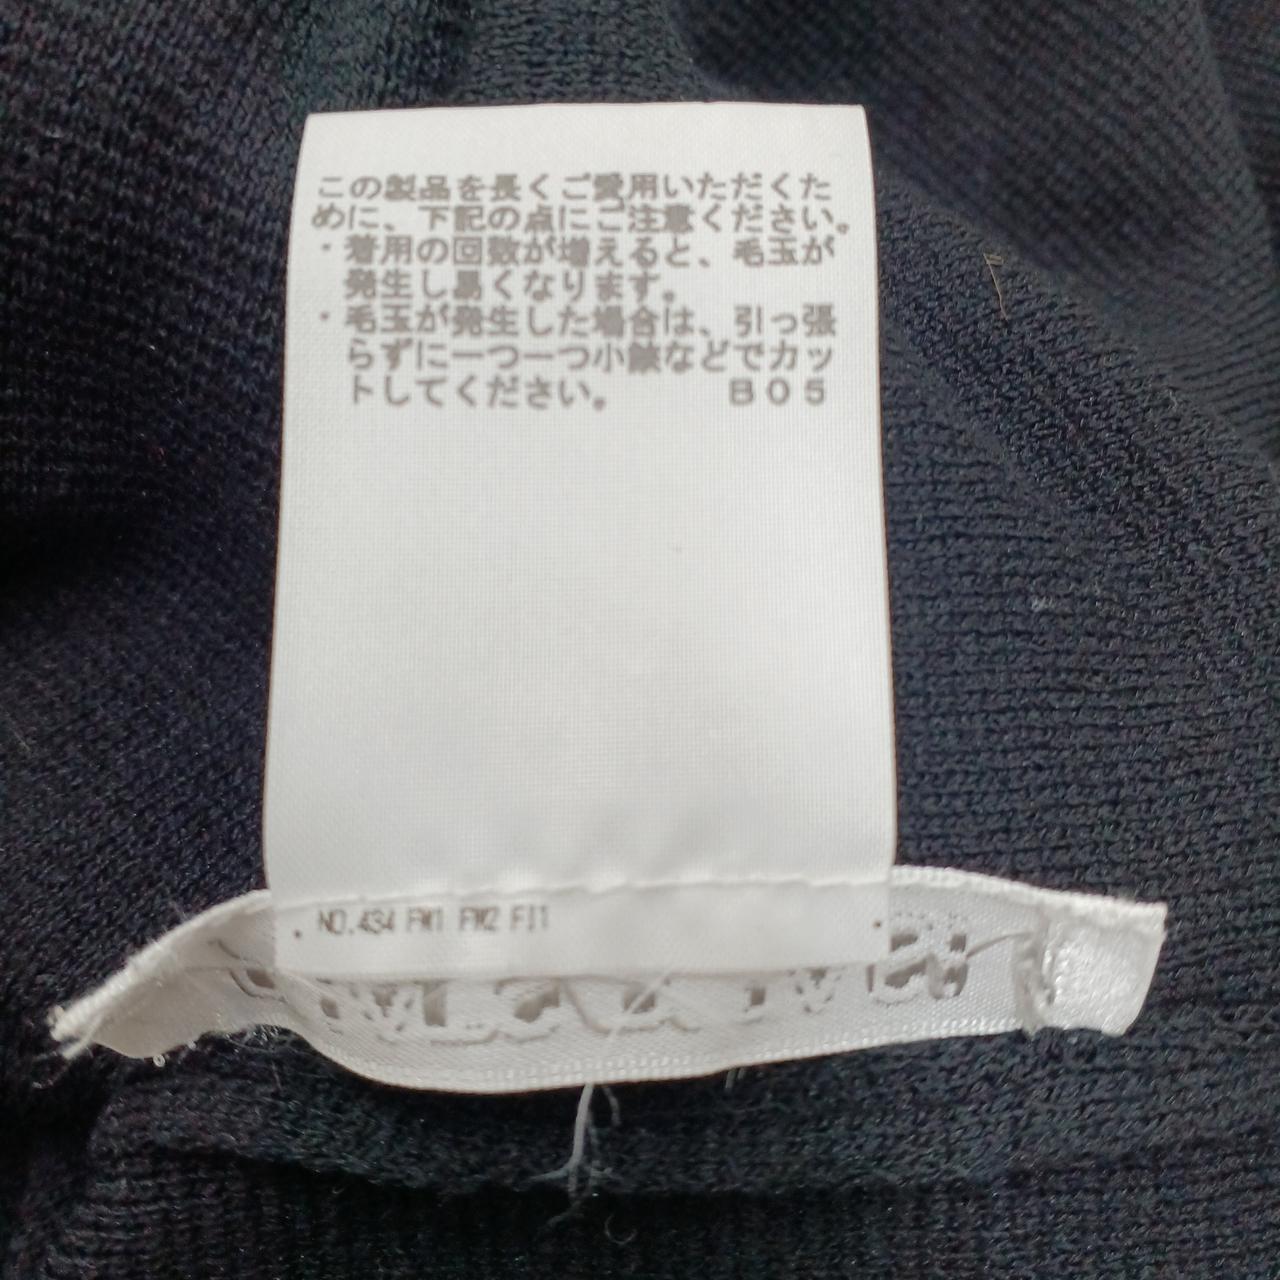 この製品を長くご愛用いただくた
めに、下記の点にご注意ください。
・着用の回数が増えると、毛玉が
発生し易くなります。
・毛玉が発生した場合は、引っ張
らずに一つ一つ小鋏などでカッ
トしてください。 B05
NO.434 FW1 FW2 FI1